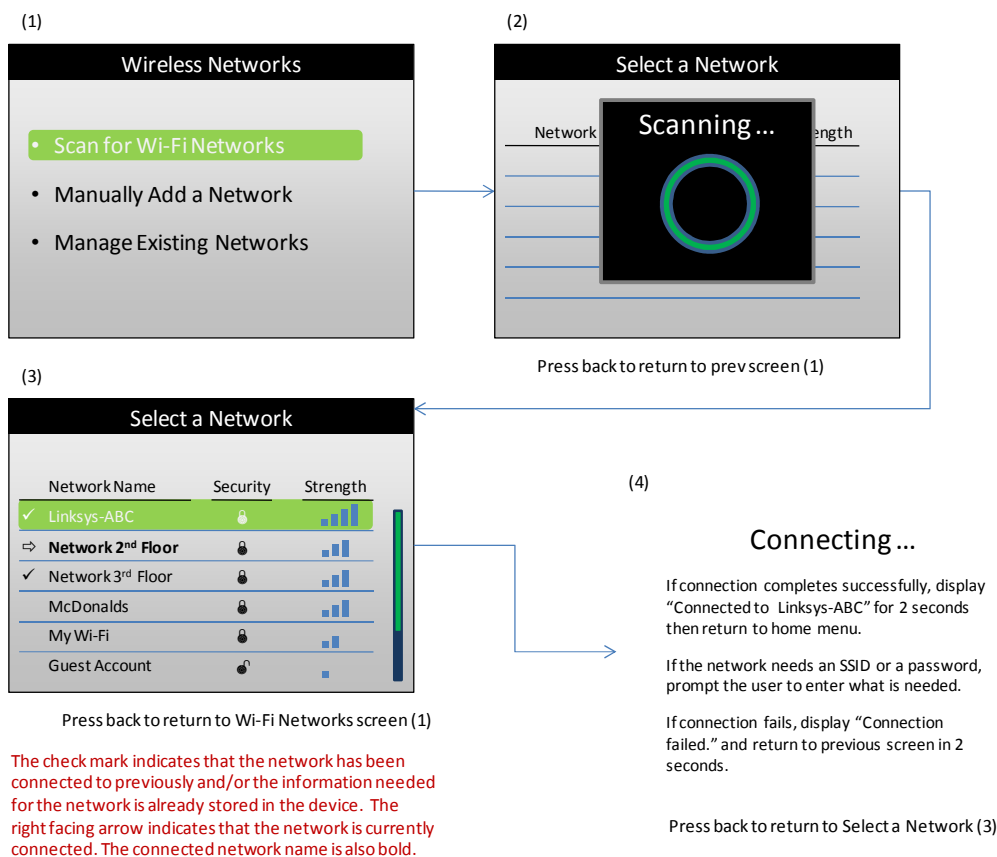 (1)
Wireless Networks
• Scan for Wi-Fi Networks
• Manually Add a Network
• Manage Existing Networks
(2)
Select a Network
Network
ength
Scanning ...
Press back to return to prev screen (1)
(3)
Select a Network
Network Name Security Strength
✓ Linksys-ABC
⇨ Network 2nd Floor
✓ Network 3rd Floor
McDonalds
My Wi-Fi
Guest Account
Press back to return to Wi-Fi Networks screen (1)
The check mark indicates that the network has been
connected to previously and/or the information needed
for the network is already stored in the device. The
right facing arrow indicates that the network is currently
connected. The connected network name is also bold.
(4)
Connecting ...
If connection completes successfully, display
“Connected to Linksys-ABC” for 2 seconds
then return to home menu.
If the network needs an SSID or a password,
prompt the user to enter what is needed.
If connection fails, display “Connection
failed.” and return to previous screen in 2
seconds.
Press back to return to Select a Network (3)